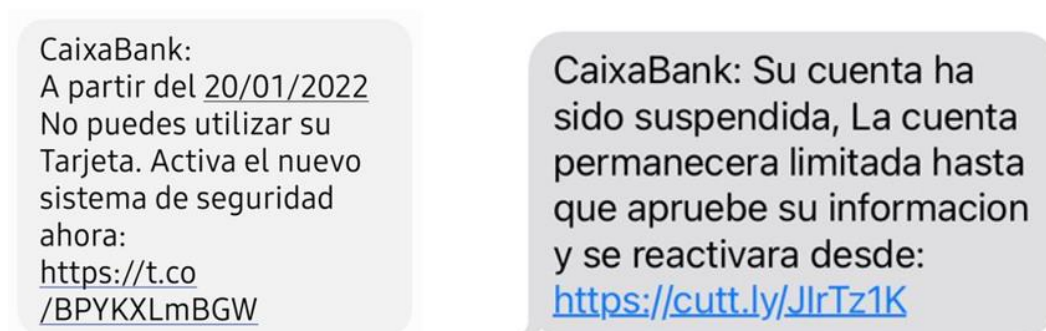 CaixaBank:
A partir del 20/01/2022
No puedes utilizar su
Tarjeta. Activa el nuevo
sistema de seguridad
ahora:
https://t.co
/BPYKXLmBGW
CaixaBank: Su cuenta ha
sido suspendida, La cuenta
permanecera limitada hasta
que apruebe su informacion
y se reactivara desde:
https://cutt.ly/JIrTz1K